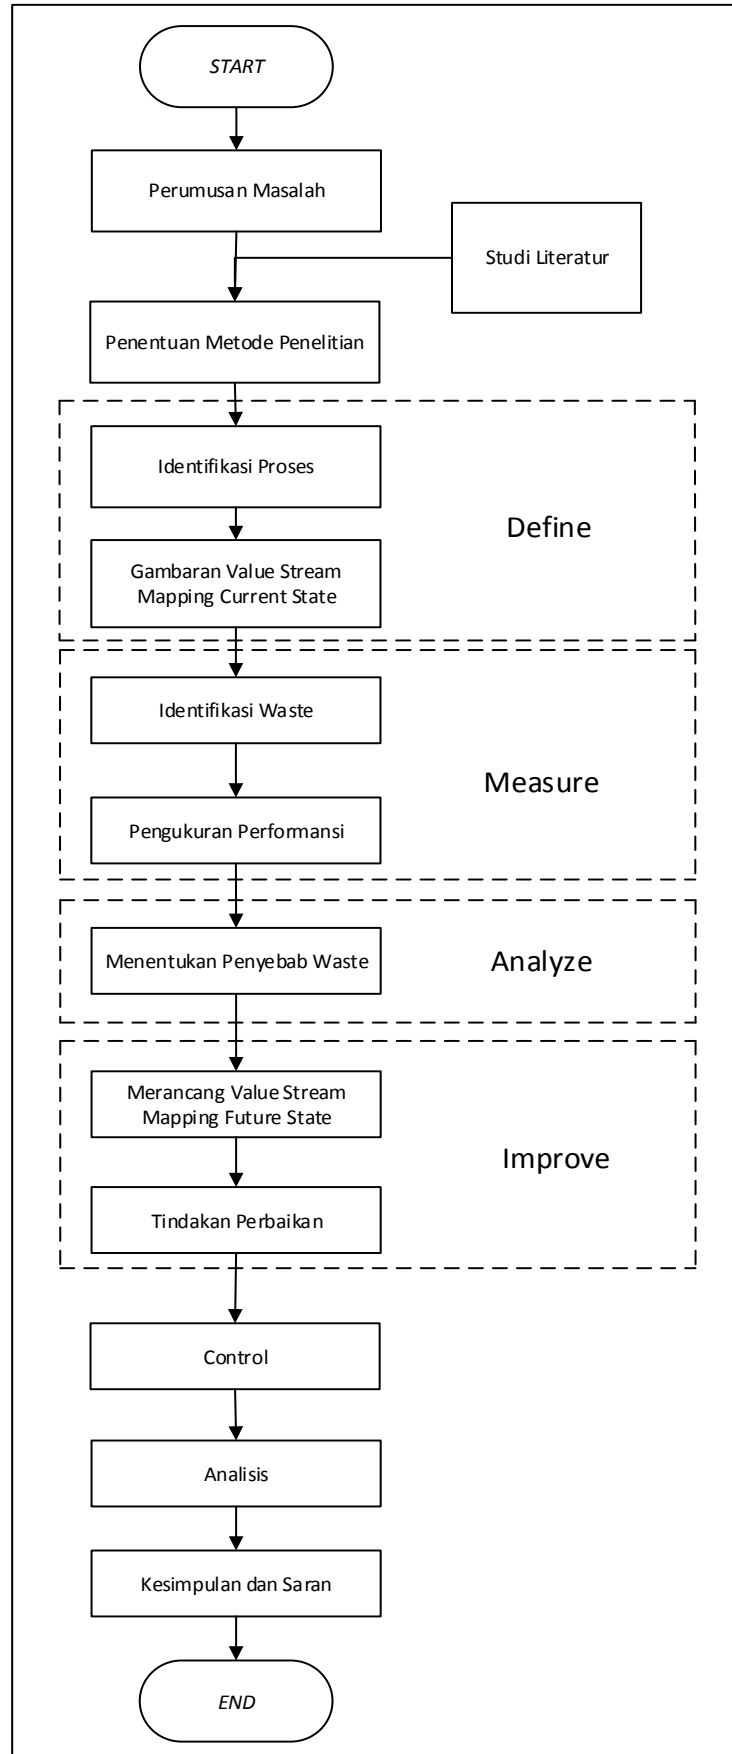 START
Perumusan Masalah
Studi Literatur
Penentuan Metode Penelitian
Identifikasi Proses
Define
Gambaran Value Stream
Mapping Current State
Identifikasi Waste
Measure
Pengukuran Performansi
Menentukan Penyebab Waste
Analyze
Merancang Value Stream
Mapping Future State
Improve
Tindakan Perbaikan
Control
Analisis
Kesimpulan dan Saran
END